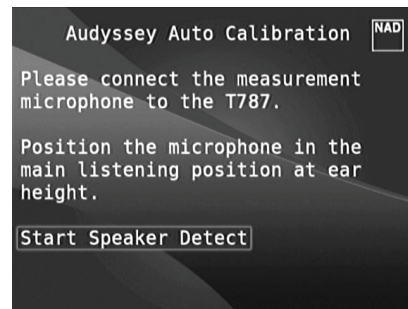 Audyssey Auto Calibration
NAD
Please connect the measurement
microphone to the T787.
Position the microphone in the
main listening position at ear
height.
Start Speaker Detect